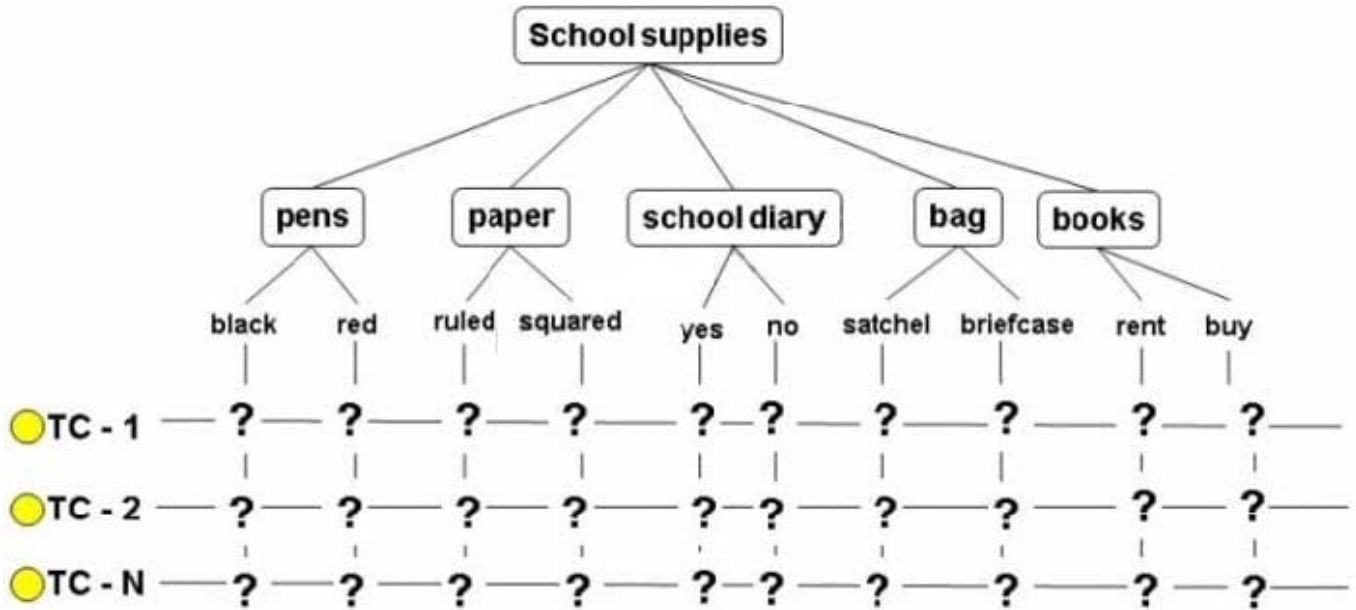 School supplies
pens paper school diary bag books
black red ruled squared yes no satchel briefcase rent buy
TC - 1 ? ? ? ? ? ? ? ? ? ?
TC - 2 ? ? ? ? ? ? ? ? ? ?
TC - N ? ? ? ? ? ? ? ? ? ?